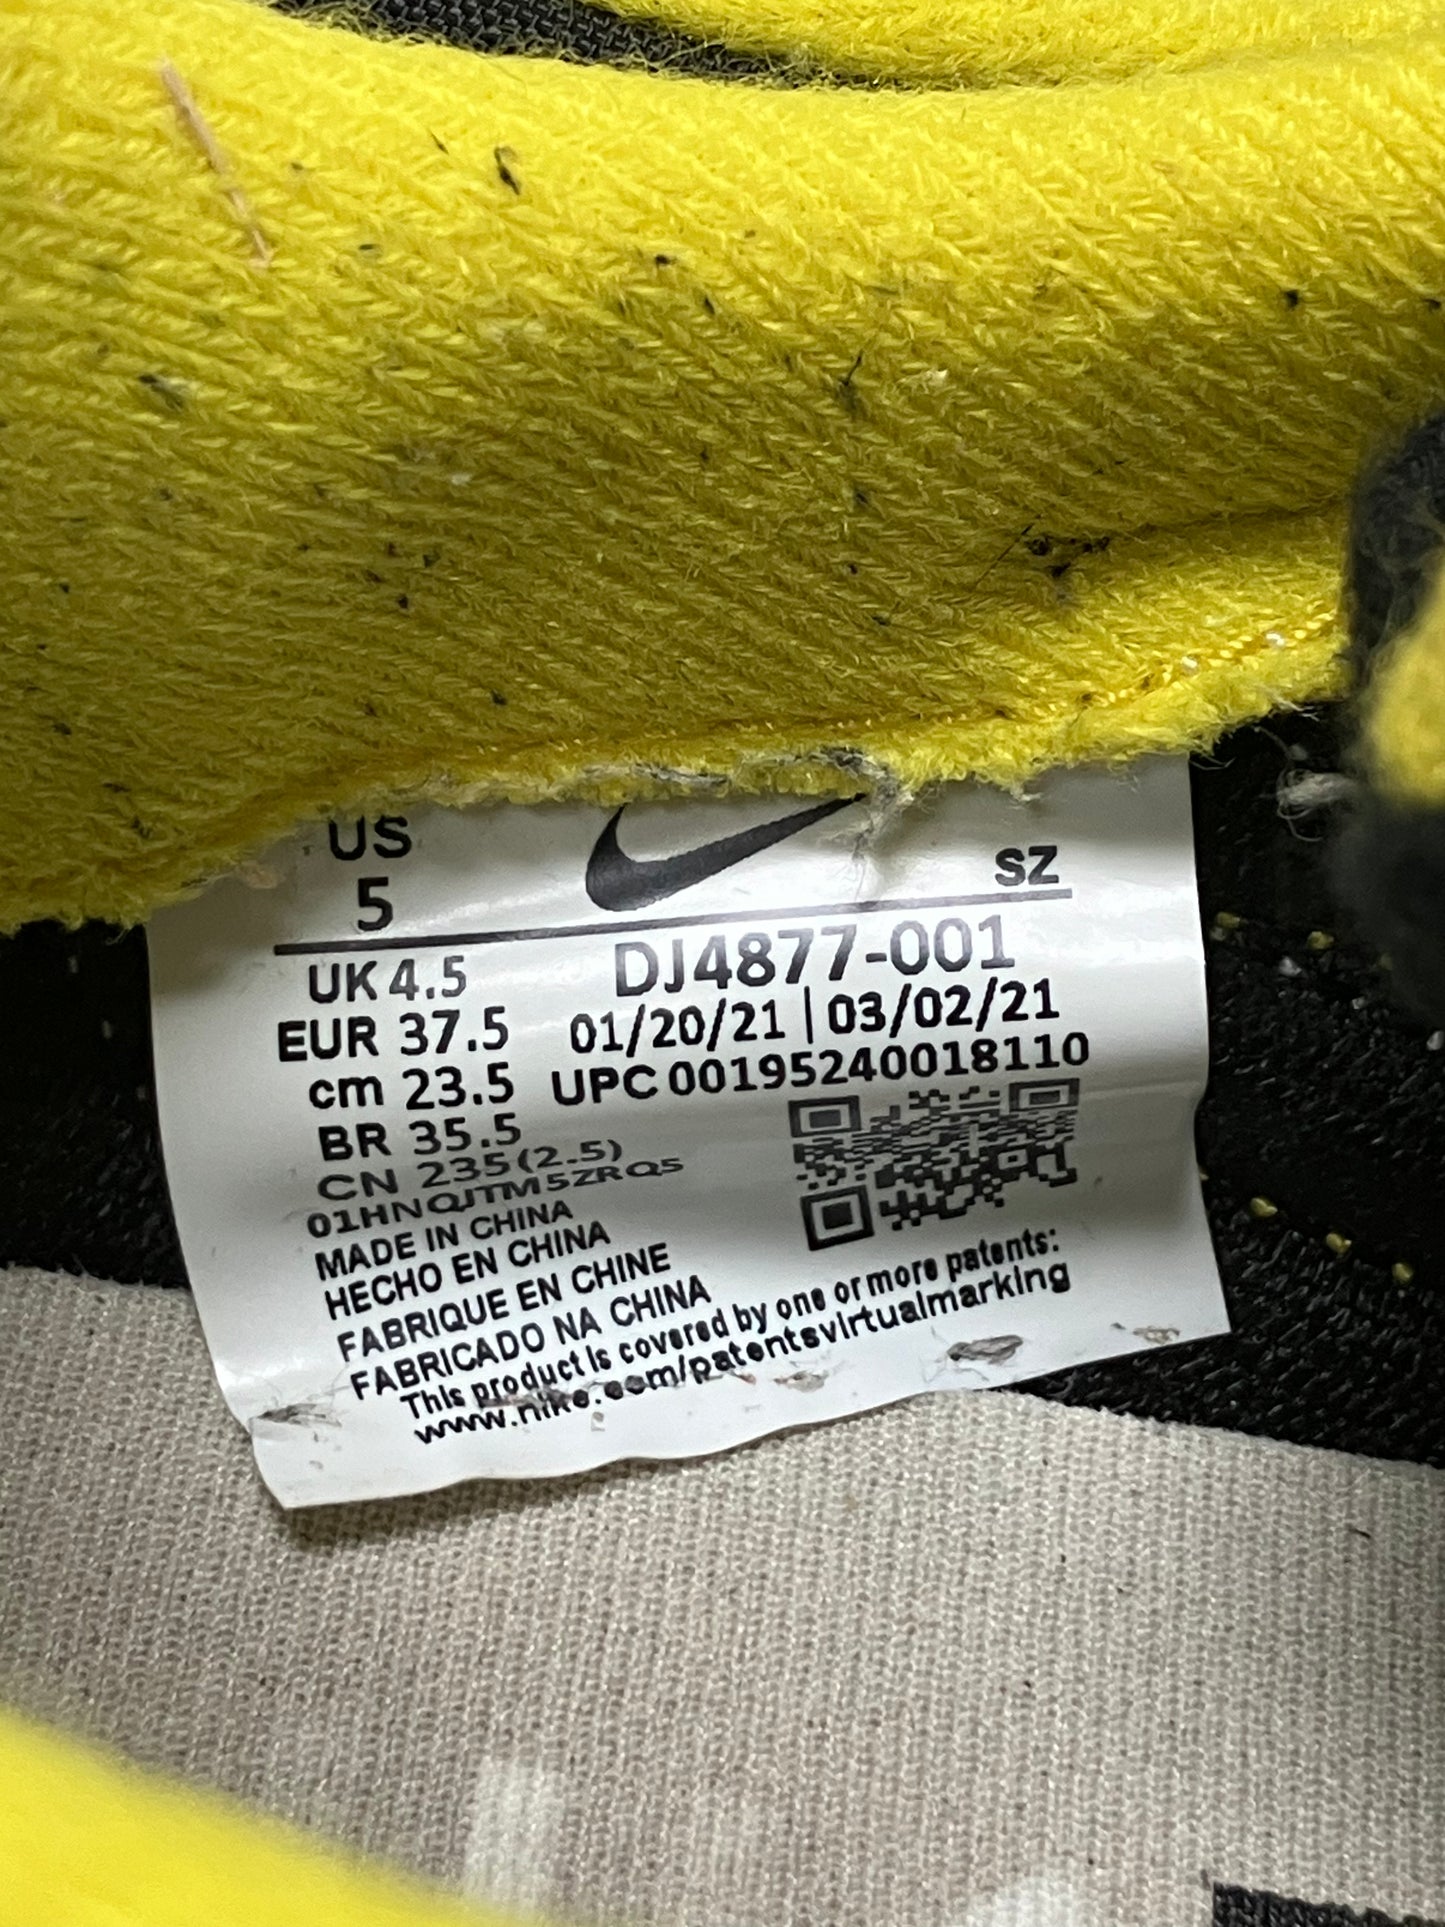 US
5
SZ
UK 4.5
DJ4877-001
EUR 37.5
01/20/21 | 03/02/21
cm 23.5
UPC 00195240018110
BR 35.5
CN 235(2.5)
01HNQJTM5ZRQ5
MADE IN CHINA
HECHO EN CHINA
FABRIQUE EN CHINE
FABRICADO NA CHINA
This product is covered by one or more patents:
www.nike.com/patentsvirtualmarking